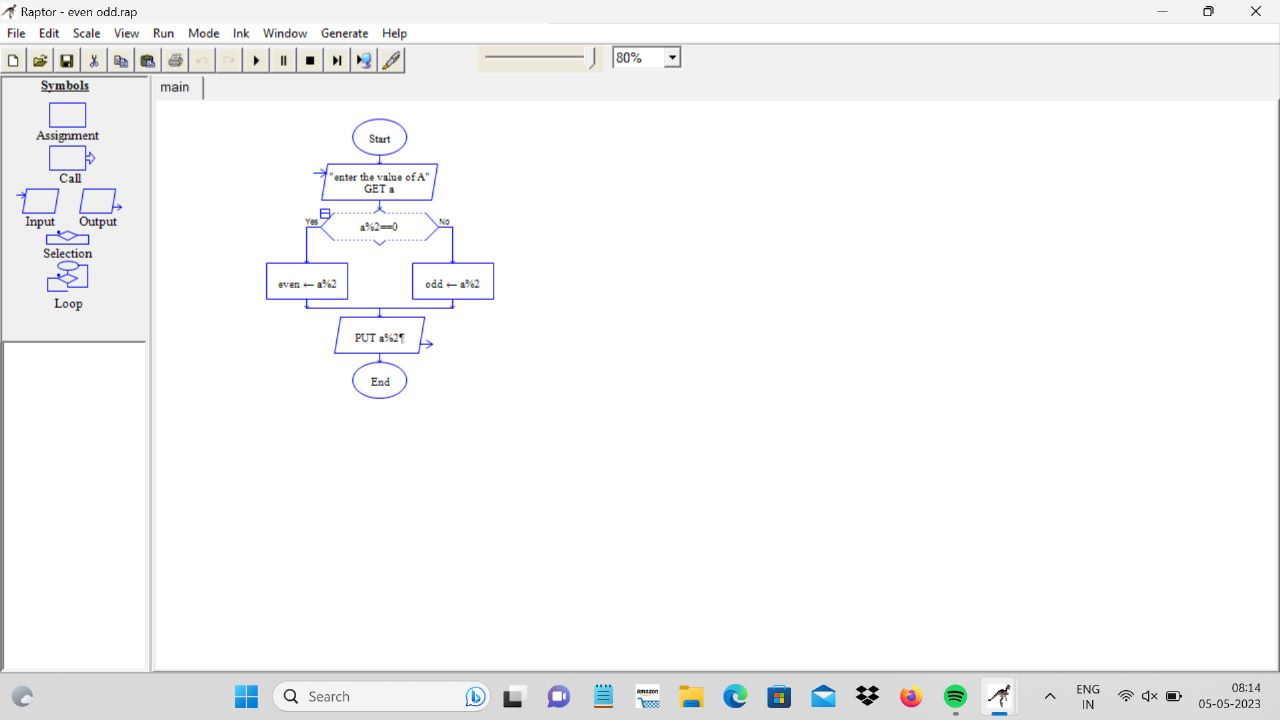 Raptor - even odd.rap
File Edit Scale View Run Mode Ink Window Generate Help
80%
Symbols
Assignment
Call
Input Output
Selection
Loop
main
Start
"enter the value of A"
GET a
Yes
a%2==0
No
even ← a%2
odd ← a%2
PUT a%2¶
End
Search
amazon
ENG
IN
08:14
05-05-2023